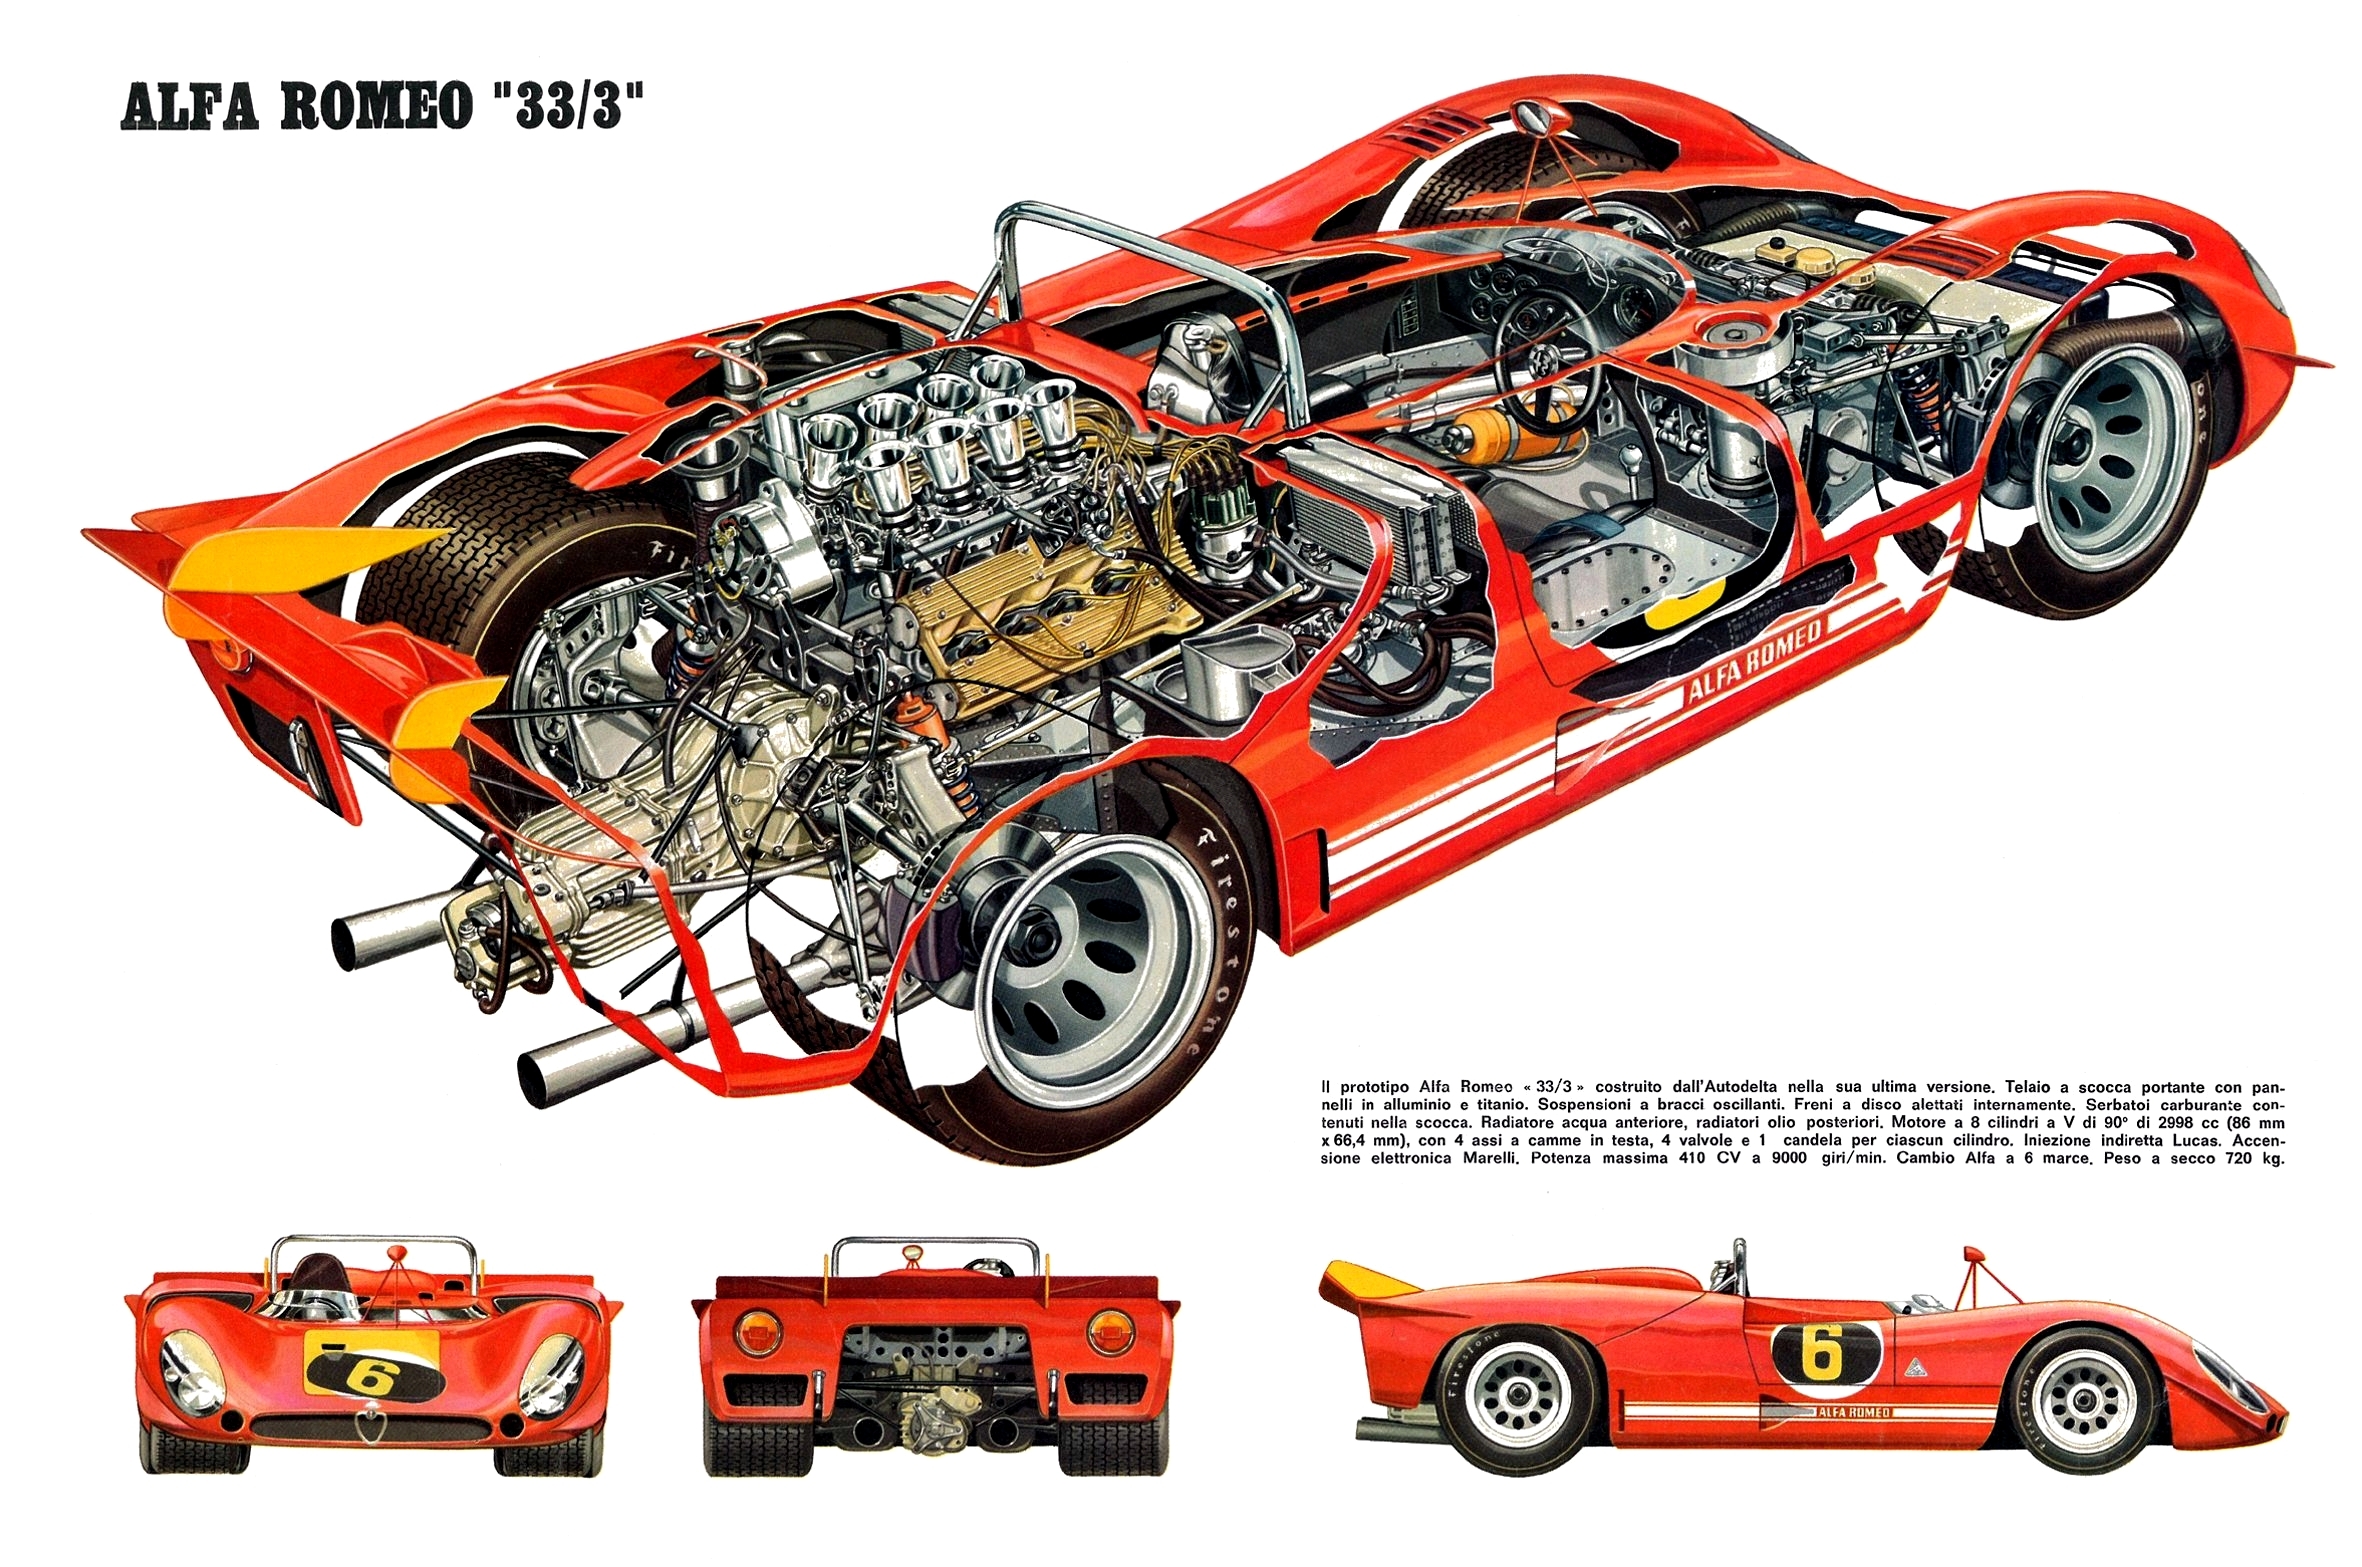 ALFA ROMEO "33/3"
Firestone
ALFA ROMEO
Firestone
Il prototipo Alfa Romeo « 33/3 » costruito dall'Autodelta nella sua ultima versione. Telaio a scocca portante con pan-
nelli in alluminio e titanio. Sospensioni a bracci oscillanti. Freni a disco alettati internamente. Serbatoi carburante con-
tenuti nella scocca. Radiatore acqua anteriore, radiatori olio posteriori. Motore a 8 cilindri a V di 90° di 2998 cc (86 mm
x 66,4 mm), con 4 assi a camme in testa, 4 valvole e 1 candela per ciascun cilindro. Iniezione indiretta Lucas. Accen-
sione elettronica Marelli. Potenza massima 410 CV a 9000 giri/min. Cambio Alfa a 6 marce. Peso a secco 720 kg.
6
6
Firestone
Firestone
ALFA ROMEO